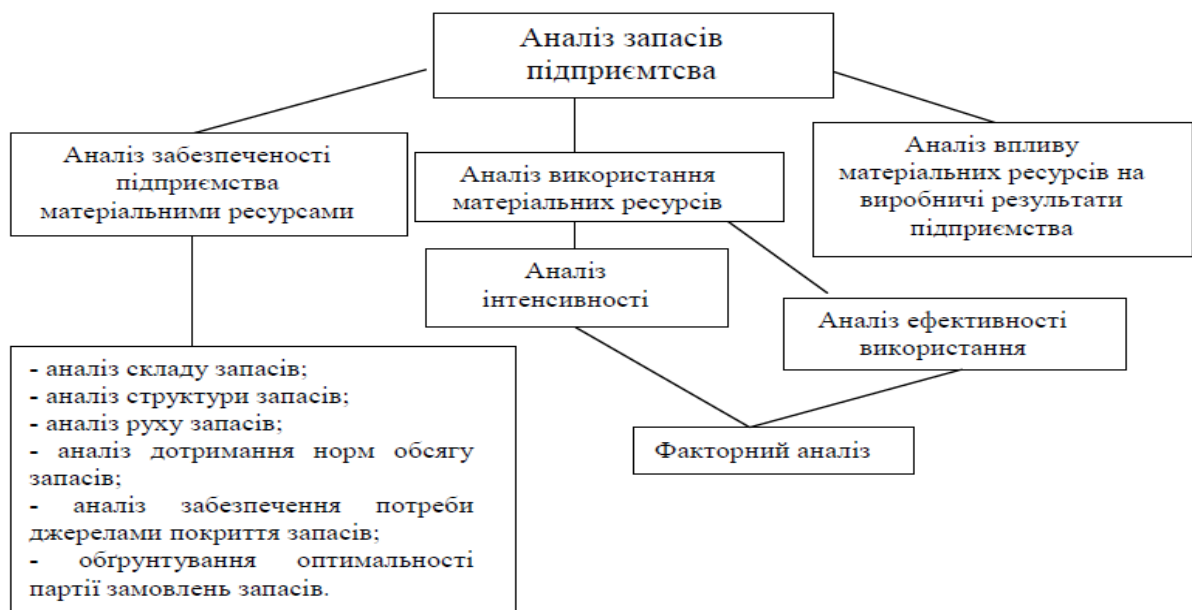 Аналіз запасів
підприємтсва
Аналіз забезпеченості
підприємства
матеріальними ресурсами
Аналіз використання
матеріальних ресурсів
Аналіз впливу
матеріальних ресурсів на
виробничі результати
підприємства
Аналіз
інтенсивності
Аналіз ефективності
використання
- аналіз складу запасів;
- аналіз структури запасів;
- аналіз руху запасів;
- аналіз дотримання норм обсягу
запасів;
- аналіз забезпечення потреби
джерелами покриття запасів;
- обґрунтування оптимальності
партії замовлень запасів.
Факторний аналіз